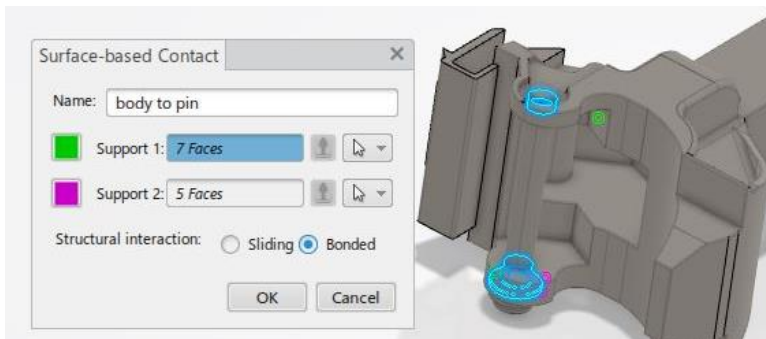 Surface-based Contact
Name: body to pin
Support 1: 7 Faces
Support 2: 5 Faces
Structural interaction: Sliding Bonded
OK Cancel